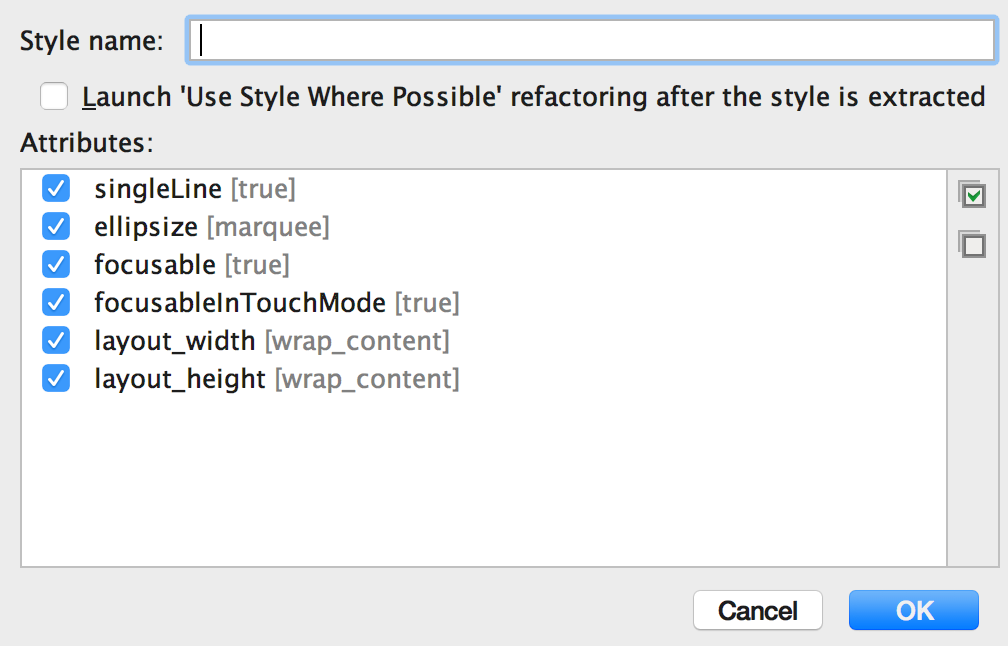 Style name:
Launch 'Use Style Where Possible' refactoring after the style is extracted
Attributes:
singleLine [true]
ellipsize [marquee]
focusable [true]
focusableInTouchMode [true]
layout_width [wrap_content]
layout_height [wrap_content]
Cancel OK